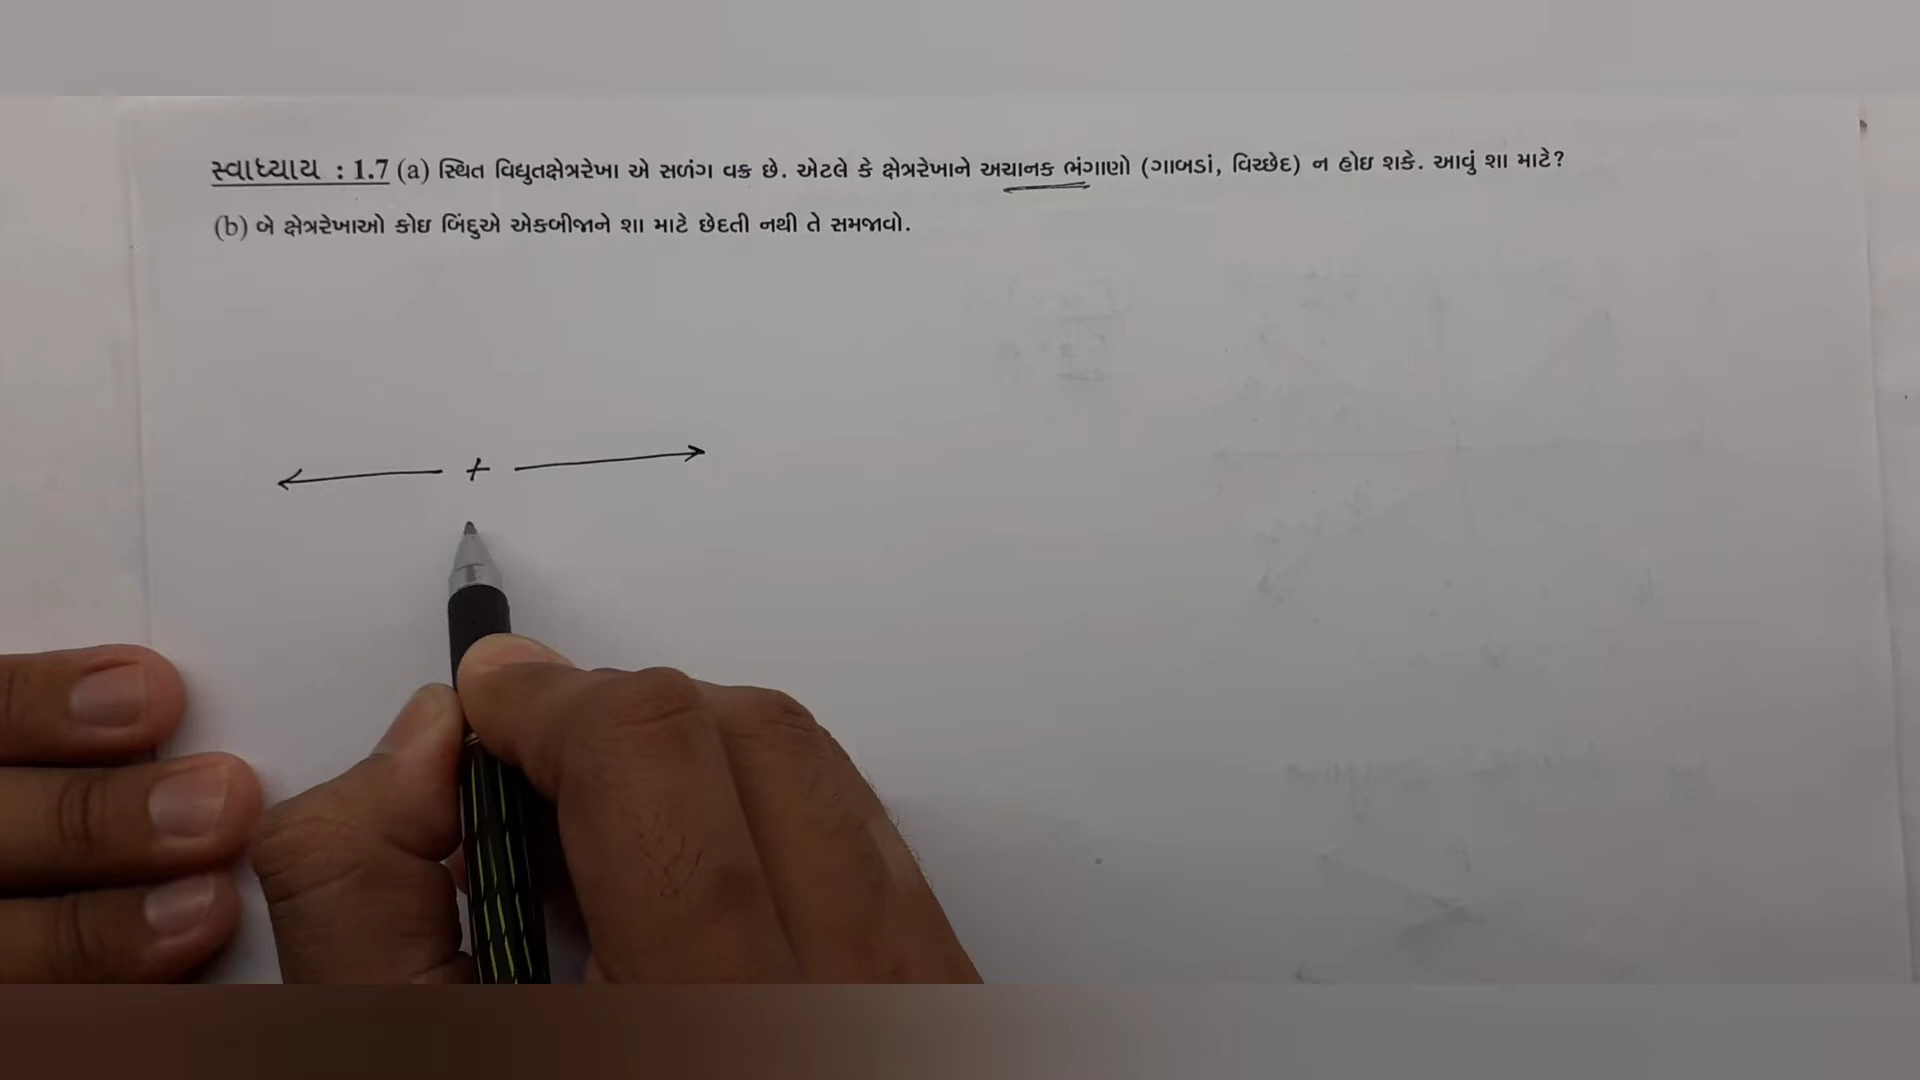 સ્વાધ્યાય : 1.7 (a) સ્થિત વિદ્યુતક્ષેત્રરેખા એ સળંગ વક્ર છે. એટલે કે ક્ષેત્રરેખાને અચાનક ભંગાણો (ગાબડાં, વિચ્છેદ) ન હોઇ શકે. આવું શા માટે?
(b) બે ક્ષેત્રરેખાઓ કોઇ બિંદુએ એકબીજાને શા માટે છેદતી નથી તે સમજાવો.
+